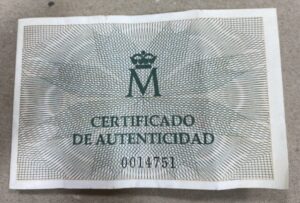 M
CERTIFICADO
DE AUTENTICIDAD
0014751